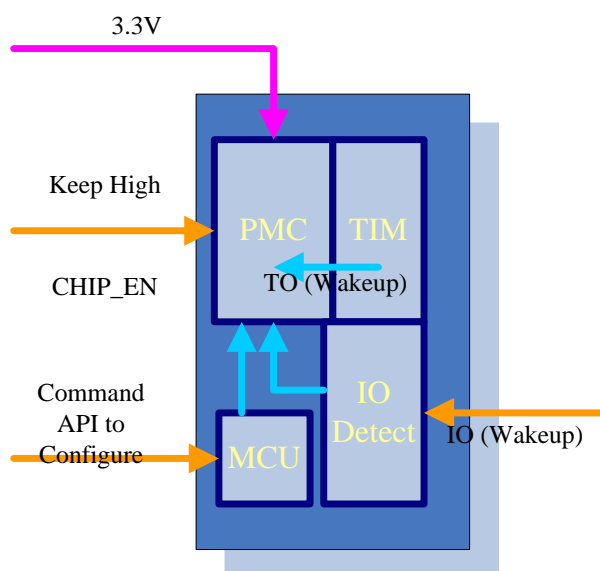 3.3V
Keep High
PMC
TIM
CHIP_EN
TO (Wakeup)
Command
API to
Configure
IO
Detect
IO (Wakeup)
MCU